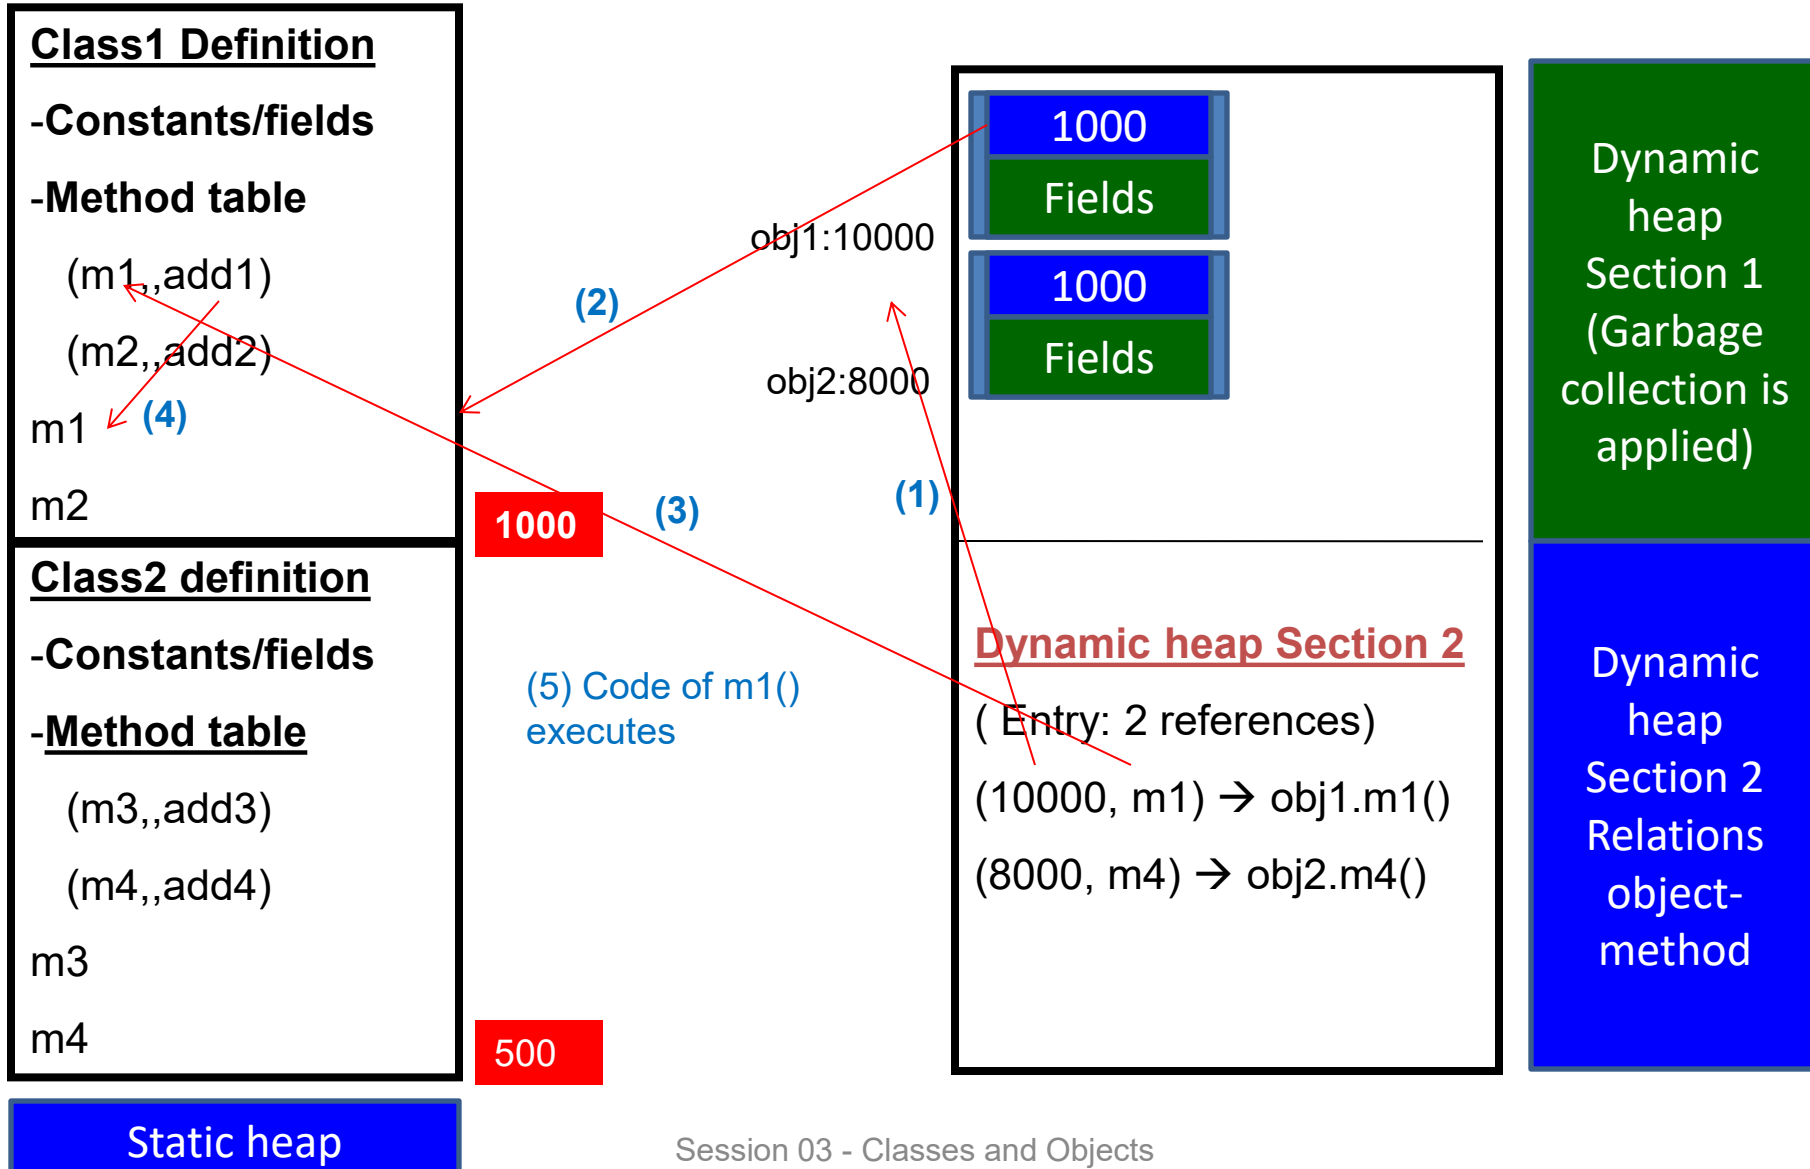 Class1 Definition
-Constants/fields
-Method table
(m1,,add1)
(m2,,add2)
m1
m2
1000
Class2 definition
-Constants/fields
-Method table
(m3,,add3)
(m4,,add4)
m3
m4
500
Static heap
(4)
(2)
(3)
(1)
(5) Code of m1()
executes
obj1:10000
obj2:8000
1000
Fields
1000
Fields
Dynamic heap Section 2
( Entry: 2 references)
(10000, m1) → obj1.m1()
(8000, m4) → obj2.m4()
Dynamic
heap
Section 1
(Garbage
collection is
applied)
Dynamic
heap
Section 2
Relations
object-
method
Session 03 - Classes and Objects